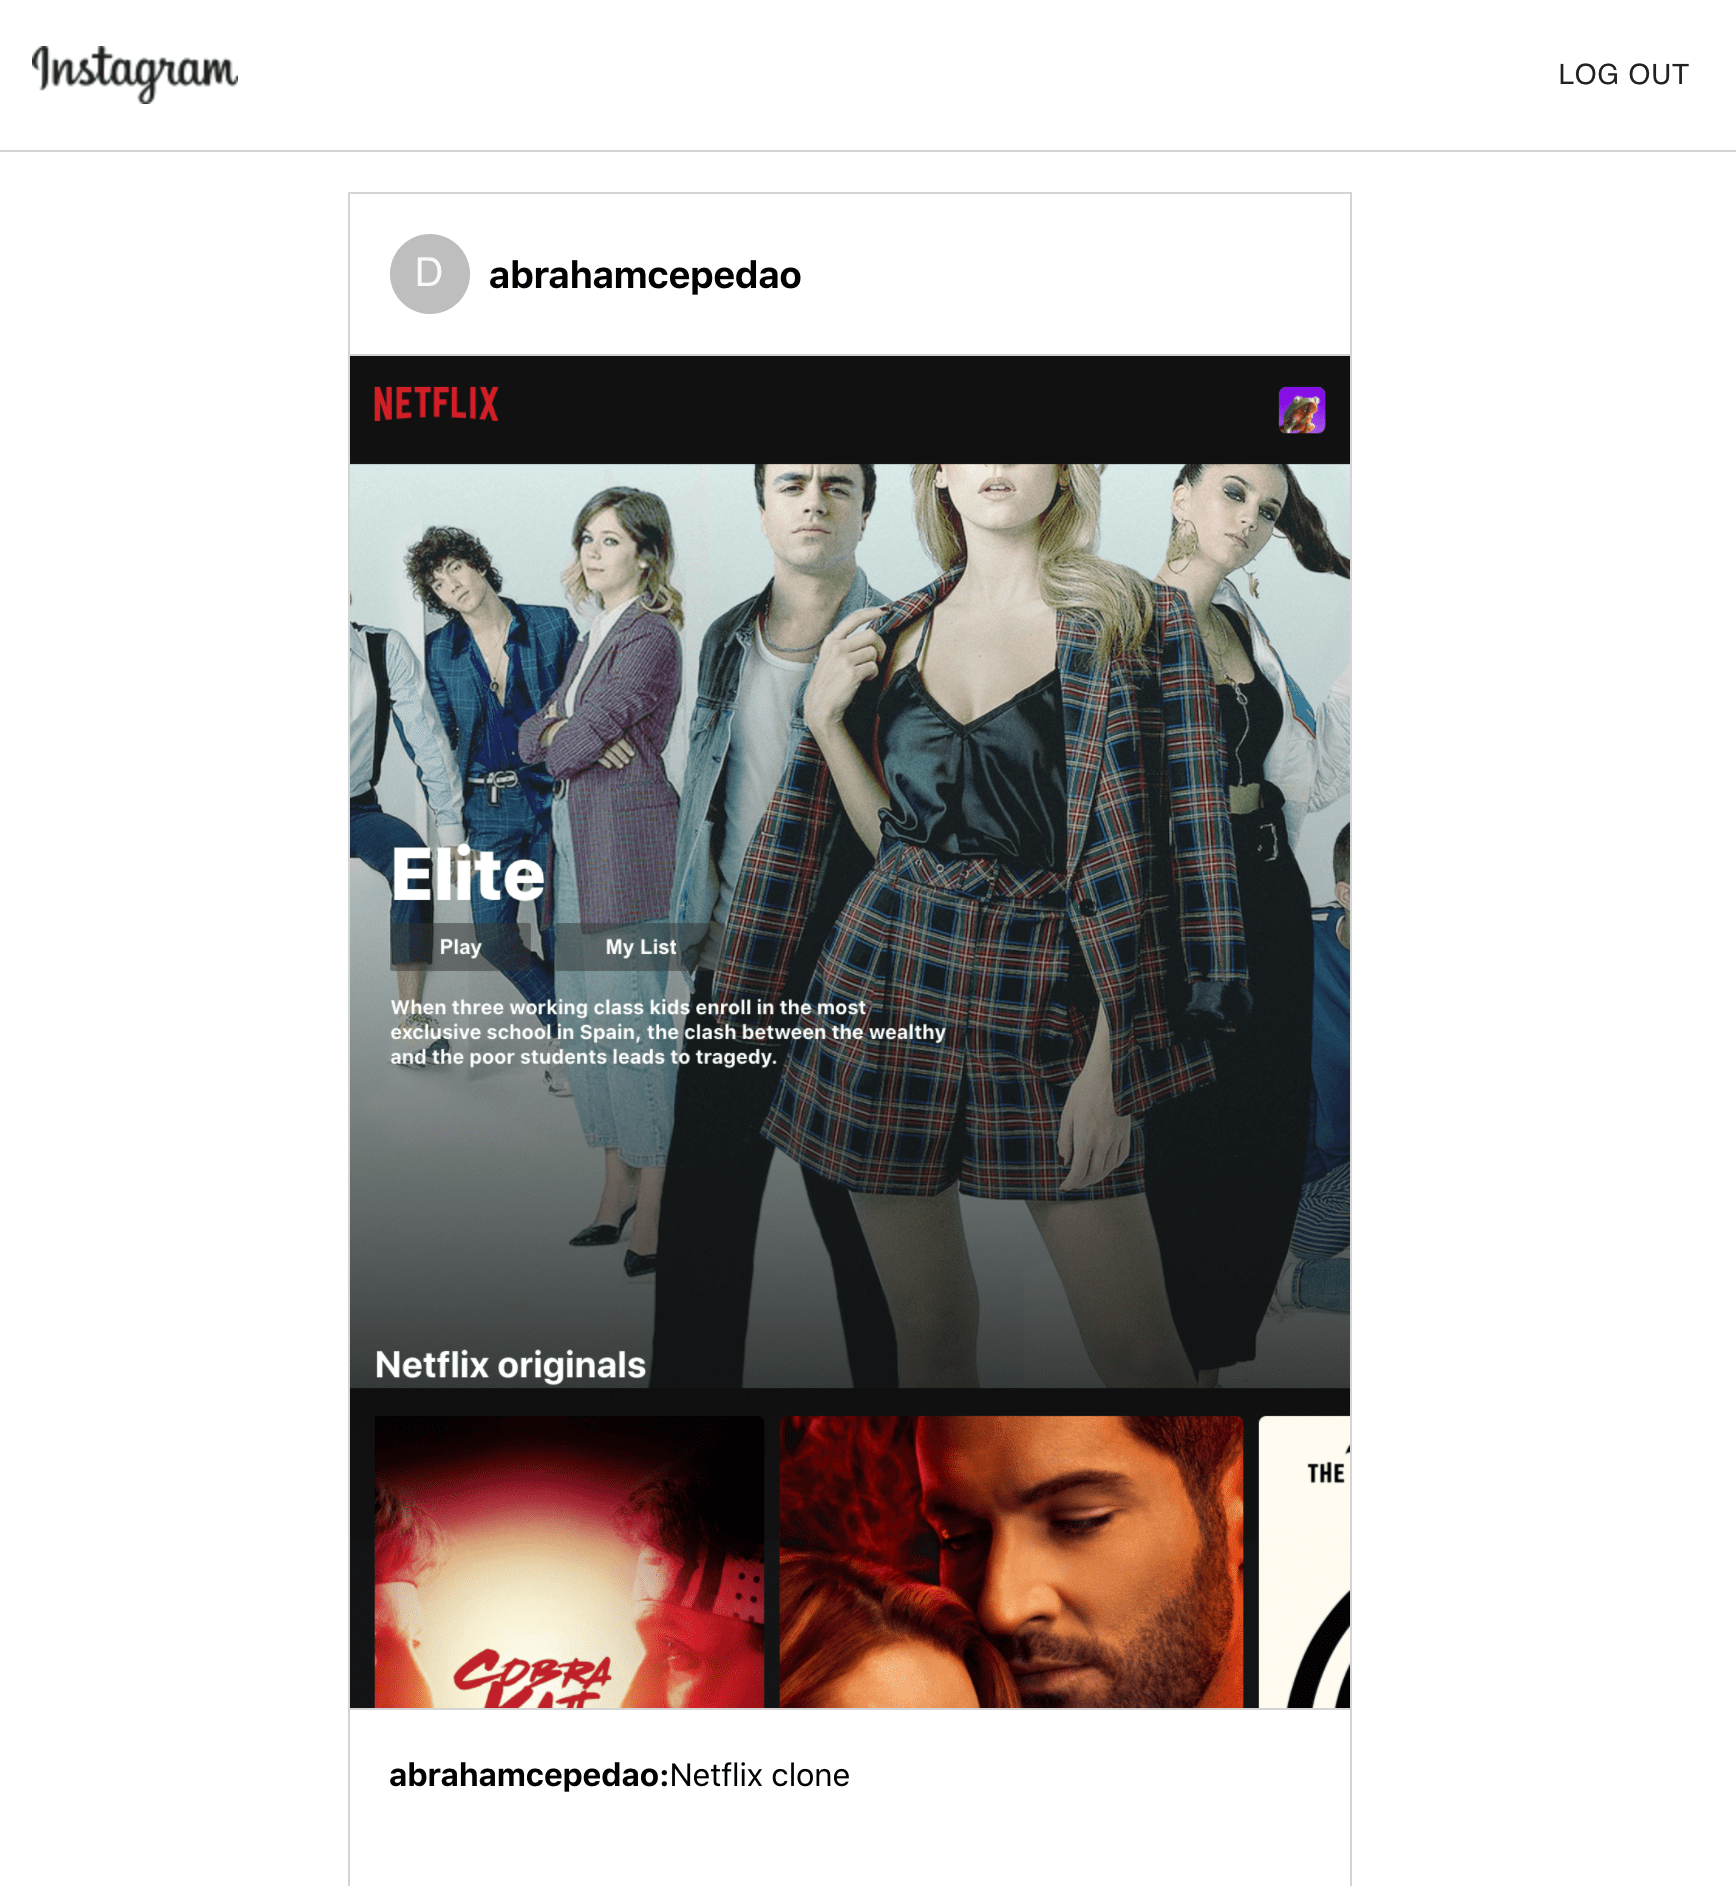 Instagram
LOG OUT
D
abrahamcepedao
NETFLIX
Elite
Play
My List
When three working class kids enroll in the most
exclusive school in Spain, the clash between the wealthy
and the poor students leads to tragedy.
Netflix originals
THE
COBRA
KAI
abrahamcepedao:Netflix clone